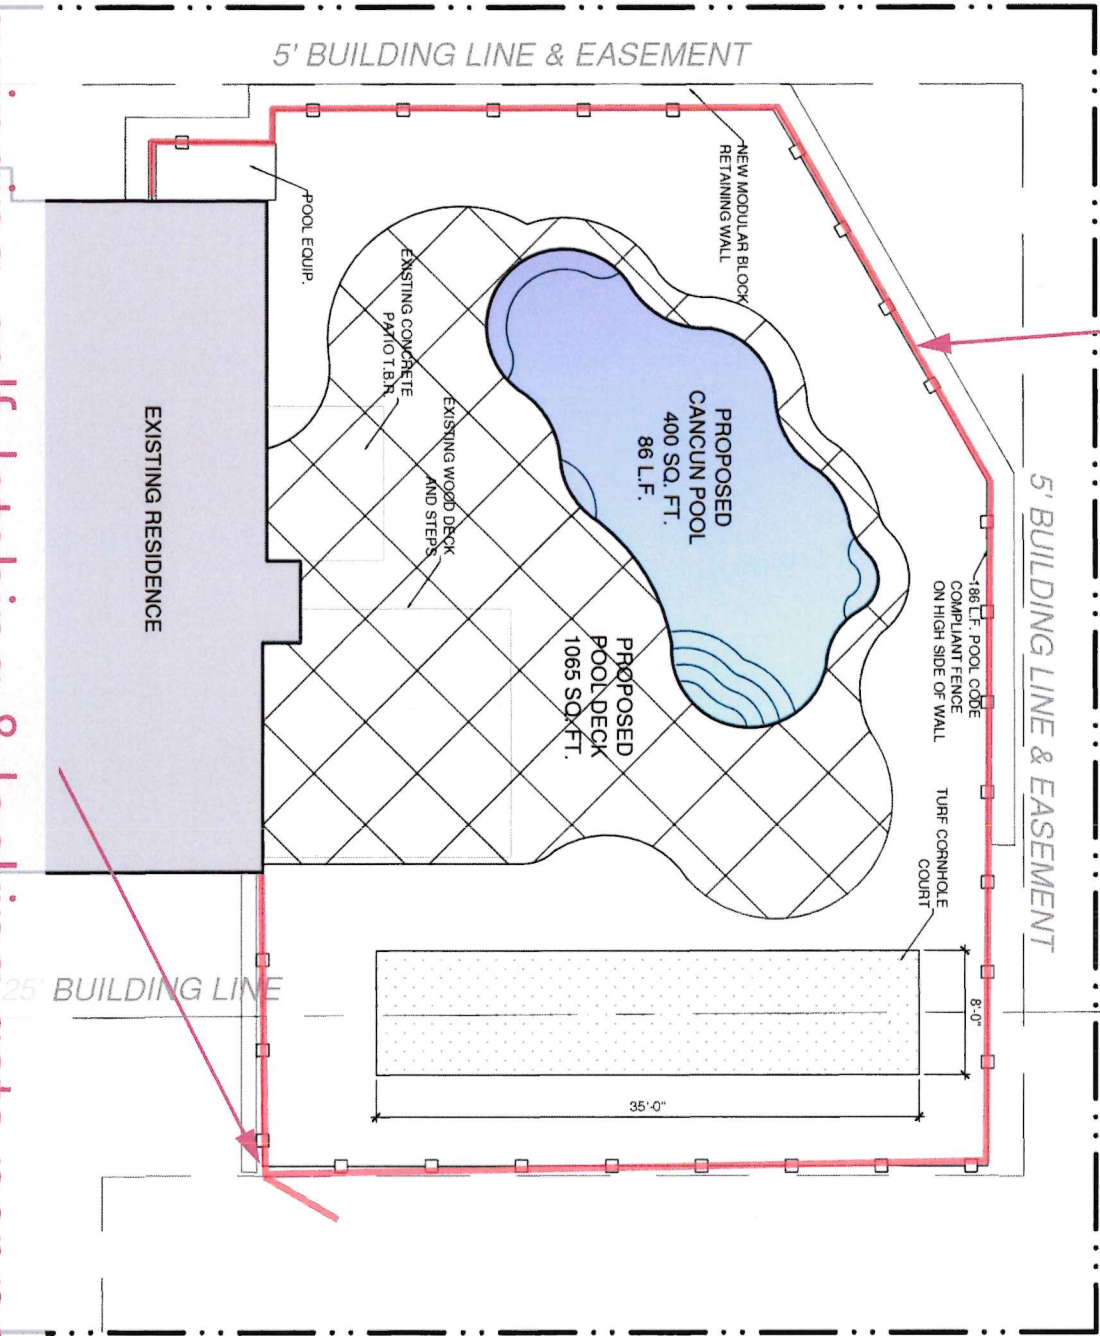 5' BUILDING LINE & EASEMENT
NEW MODULAR BLOCK
RETAINING WALL
POOL EQUIP.
EXISTING CONCRETE
PATIO T.B.R.
EXISTING WOOD DECK
AND STEPS
PROPOSED
CANCUN POOL
400 SQ. FT.
86 L.F.
5' BUILDING LINE & EASEMENT
186 L.F. POOL CODE
COMPLIANT FENCE
ON HIGH SIDE OF WALL
EXISTING RESIDENCE
PROPOSED
POOL DECK
1065 SQ. FT.
TURF CORNHOLE
COURT
25' BUILDING LINE
8'-0"
35'-0"